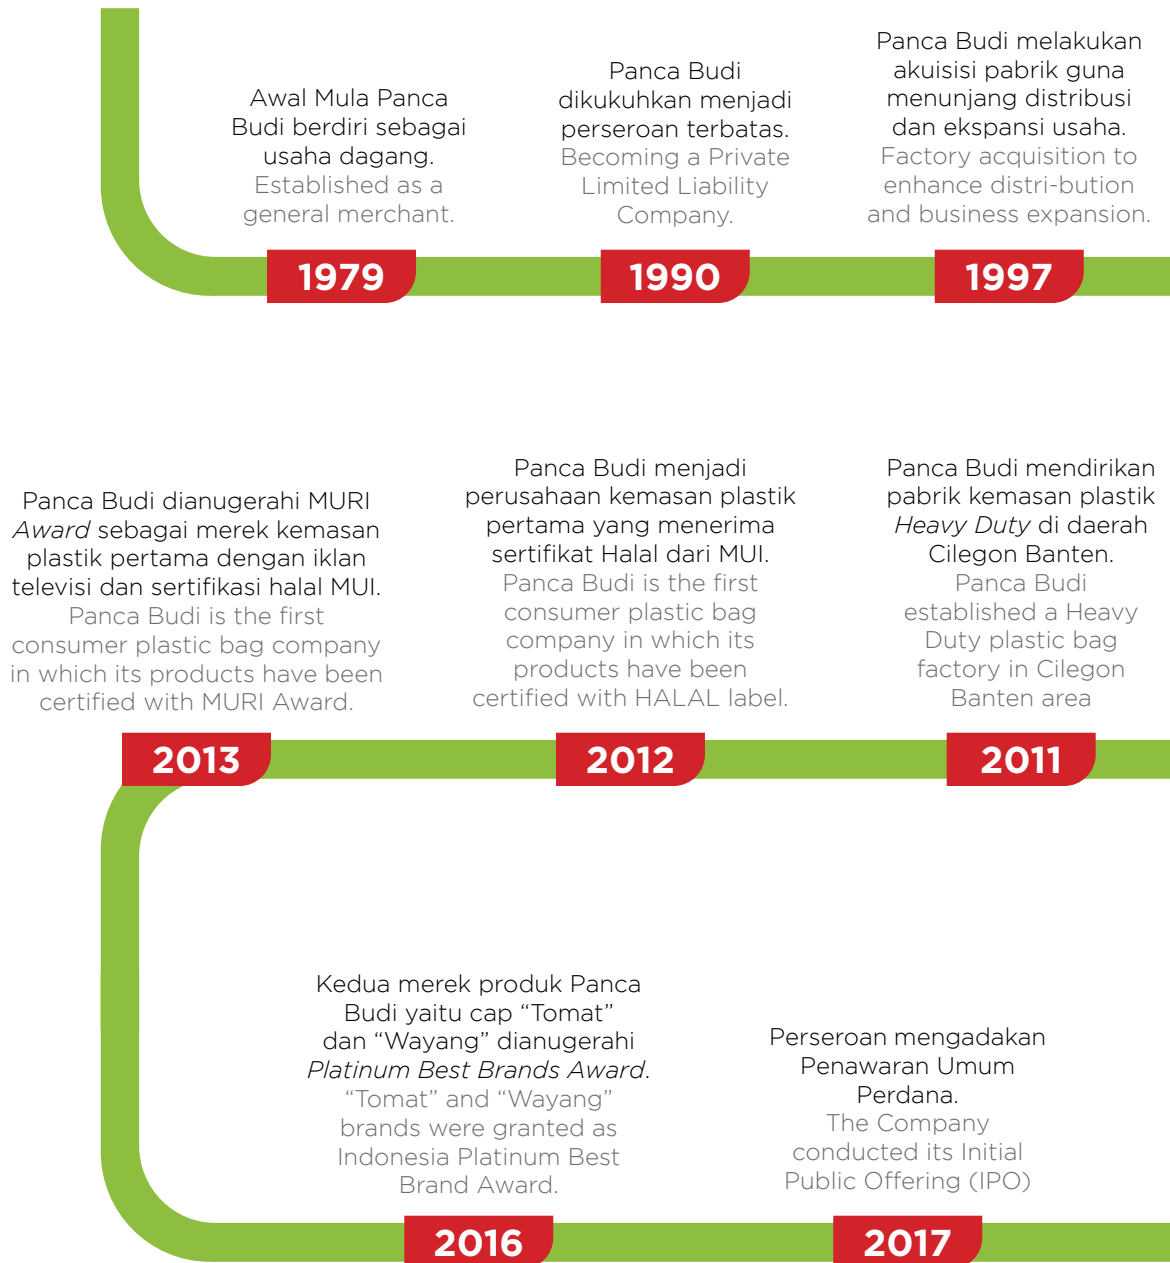 Awal Mula Panca
Budi berdiri sebagai
usaha dagang.
Established as a
general merchant.
1979
Panca Budi
dikukuhkan menjadi
perseroan terbatas.
Becoming a Private
Limited Liability
Company.
1990
Panca Budi melakukan
akuisisi pabrik guna
menunjang distribusi
dan ekspansi usaha.
Factory acquisition to
enhance distri-bution
and business expansion.
1997
Panca Budi dianugerahi MURI
Award sebagai merek kemasan
plastik pertama dengan iklan
televisi dan sertifikasi halal MUI.
Panca Budi is the first
consumer plastic bag company
in which its products have been
certified with MURI Award.
2013
Panca Budi menjadi
perusahaan kemasan plastik
pertama yang menerima
sertifikat Halal dari MUI.
Panca Budi is the first
consumer plastic bag
company in which its
products have been
certified with HALAL label.
2012
Panca Budi mendirikan
pabrik kemasan plastik
Heavy Duty di daerah
Cilegon Banten.
Panca Budi
established a Heavy
Duty plastic bag
factory in Cilegon
Banten area
2011
Kedua merek produk Panca
Budi yaitu cap “Tomat”
dan “Wayang” dianugerahi
Platinum Best Brands Award.
“Tomat” and “Wayang”
brands were granted as
Indonesia Platinum Best
Brand Award.
2016
Perseroan mengadakan
Penawaran Umum
Perdana.
The Company
conducted its Initial
Public Offering (IPO)
2017